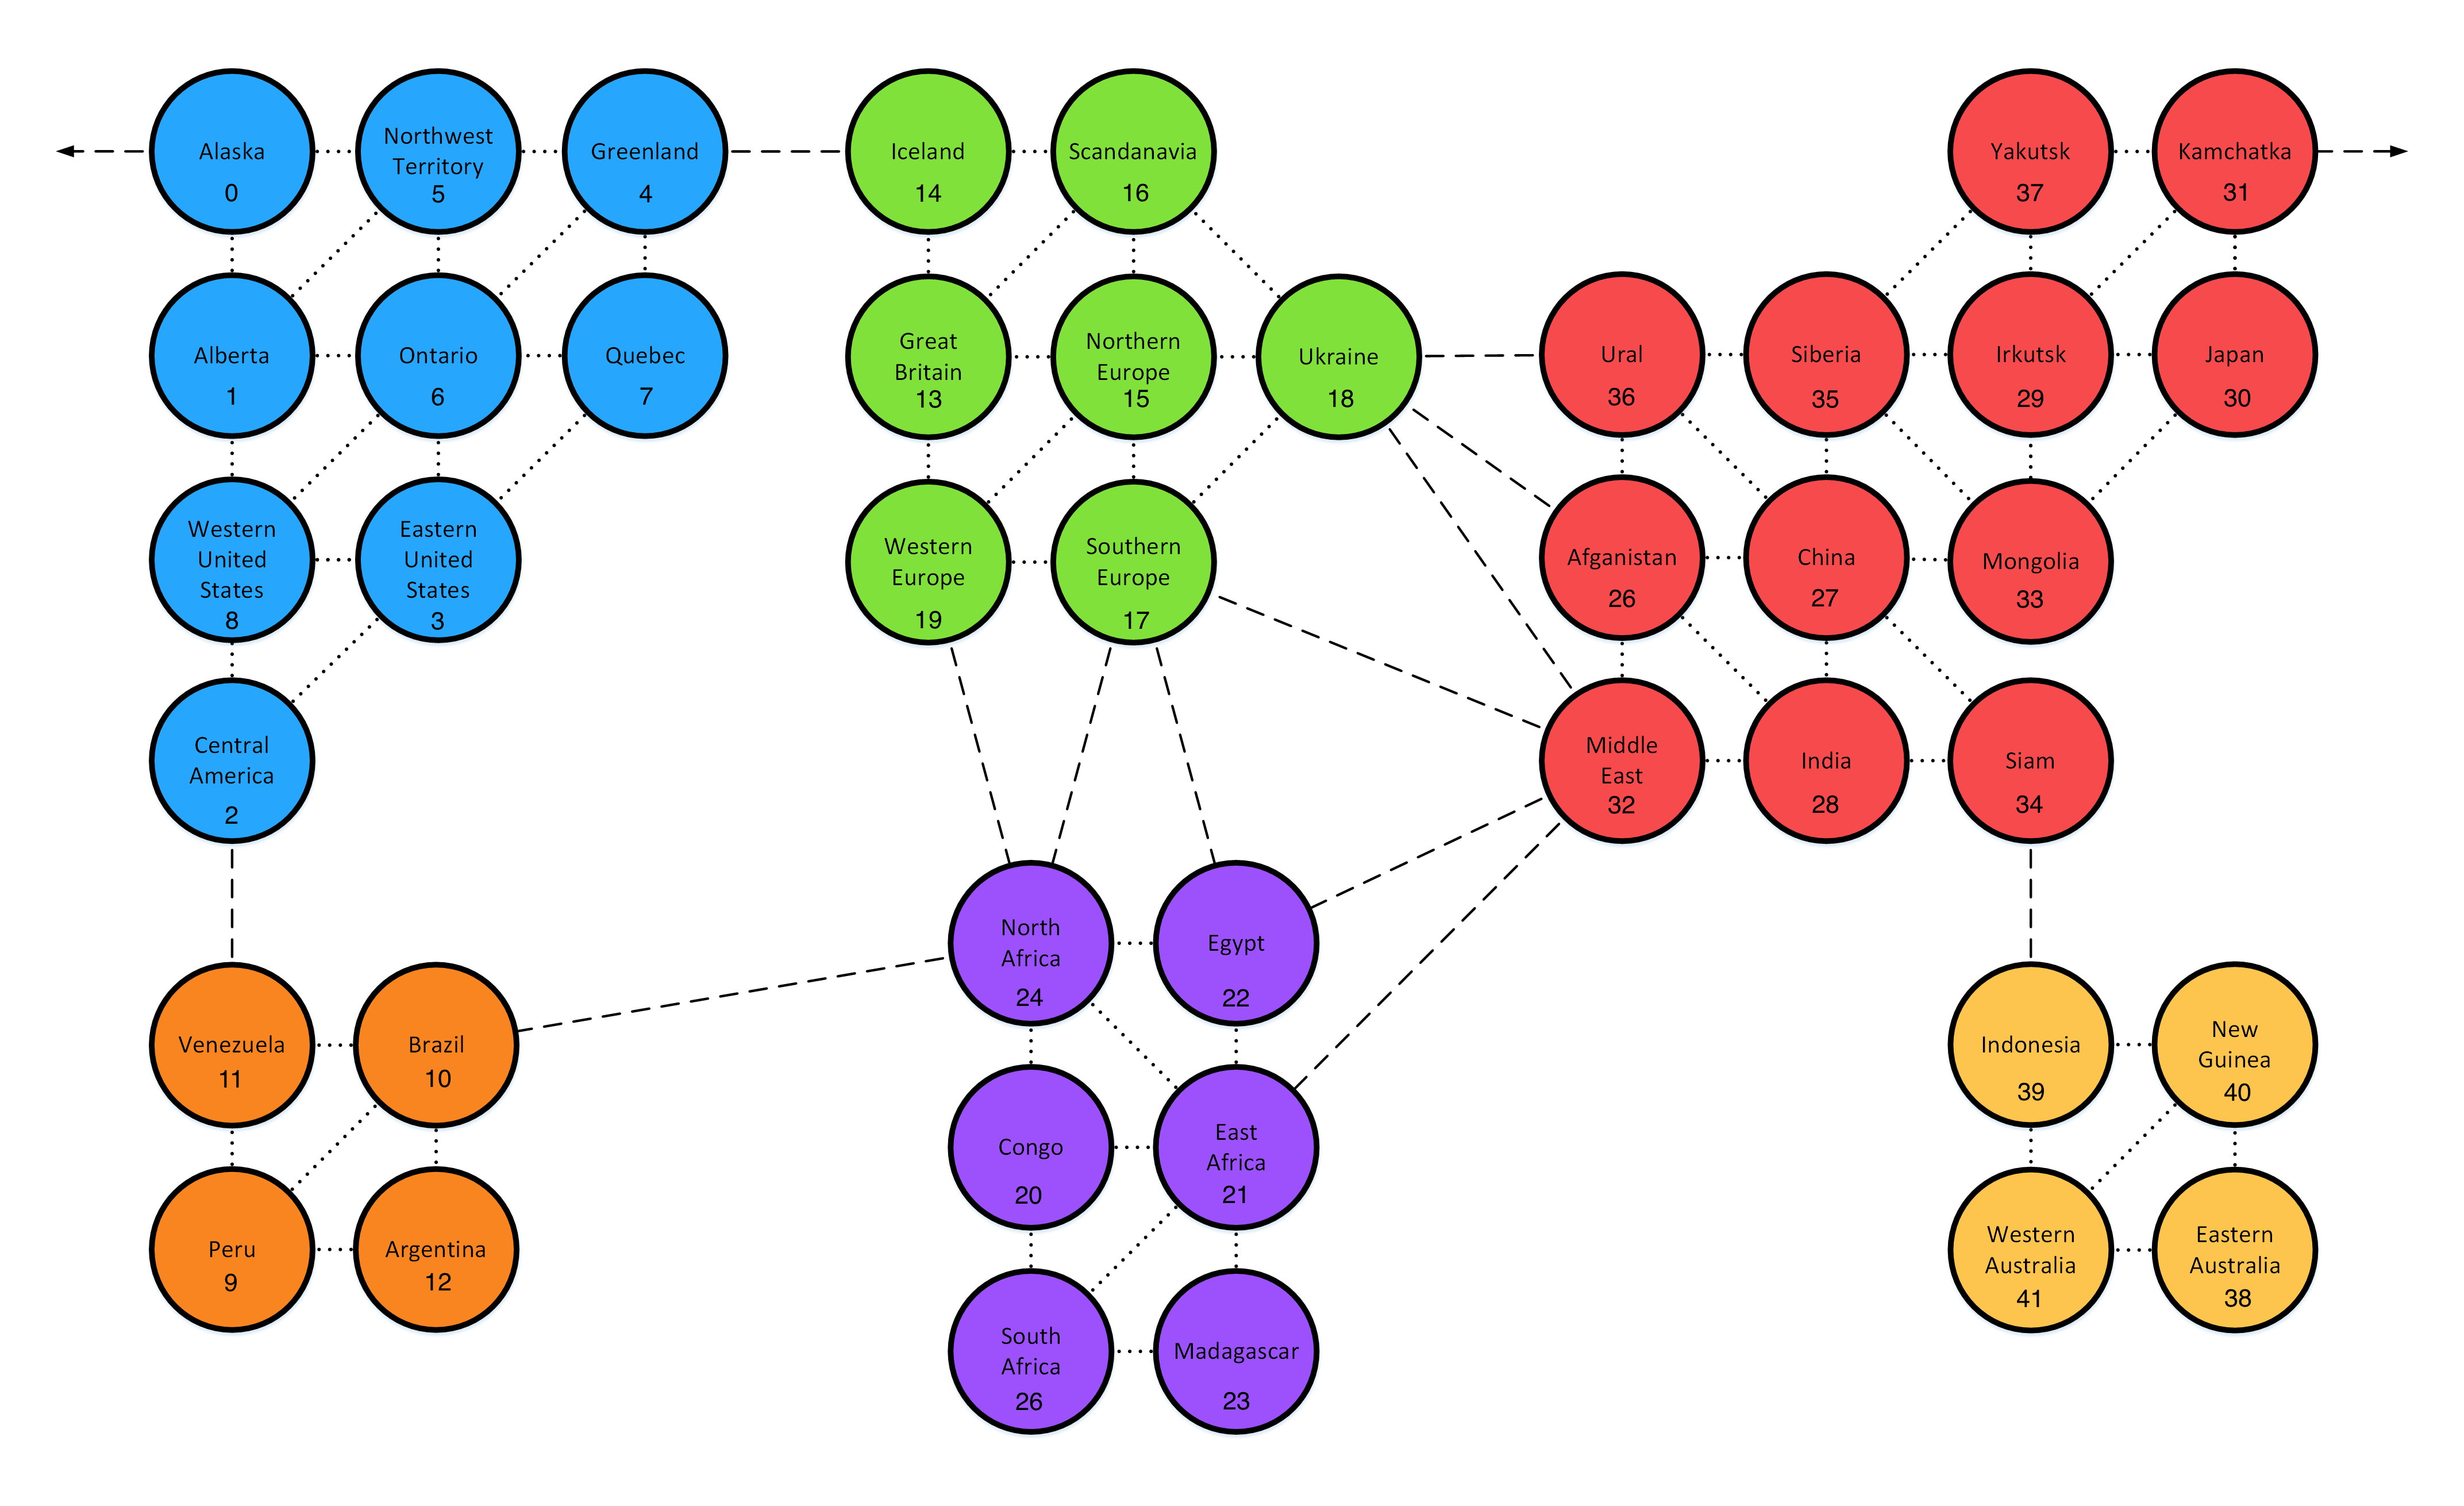 Alaska
0
Northwest
Territory
5
Greenland
4
Iceland
14
Scandanavia
16
Yakutsk
37
Kamchatka
31
Alberta
1
Ontario
6
Quebec
7
Great
Britain
13
Northern
Europe
15
Ukraine
18
Ural
36
Siberia
35
Irkutsk
29
Japan
30
Western
United
States
8
Eastern
United
States
3
Western
Europe
19
Southern
Europe
17
Afganistan
26
China
27
Mongolia
33
Central
America
2
Middle
East
32
India
28
Siam
34
North
Africa
24
Egypt
22
Venezuela
11
Brazil
10
Indonesia
39
New
Guinea
40
Congo
20
East
Africa
21
Peru
9
Argentina
12
Western
Australia
41
Eastern
Australia
38
South
Africa
26
Madagascar
23